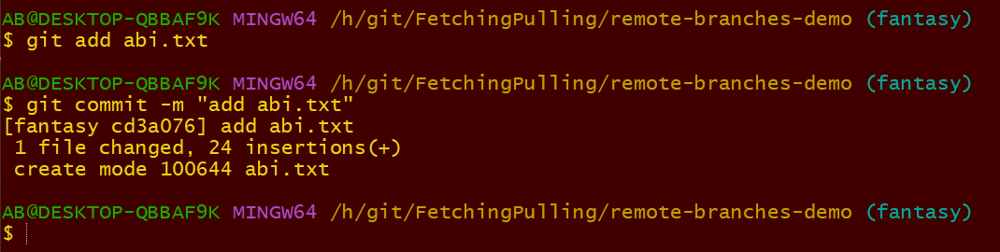 AB@DESKTOP-QBBAF9K MINGW64 /h/git/FetchingPulling/remote-branches-demo (fantasy)
$ git add abi.txt
AB@DESKTOP-QBBAF9K MINGW64 /h/git/FetchingPulling/remote-branches-demo (fantasy)
$ git commit -m "add abi.txt"
[fantasy cd3a076] add abi.txt
 1 file changed, 24 insertions(+)
 create mode 100644 abi.txt
AB@DESKTOP-QBBAF9K MINGW64 /h/git/FetchingPulling/remote-branches-demo (fantasy)
$